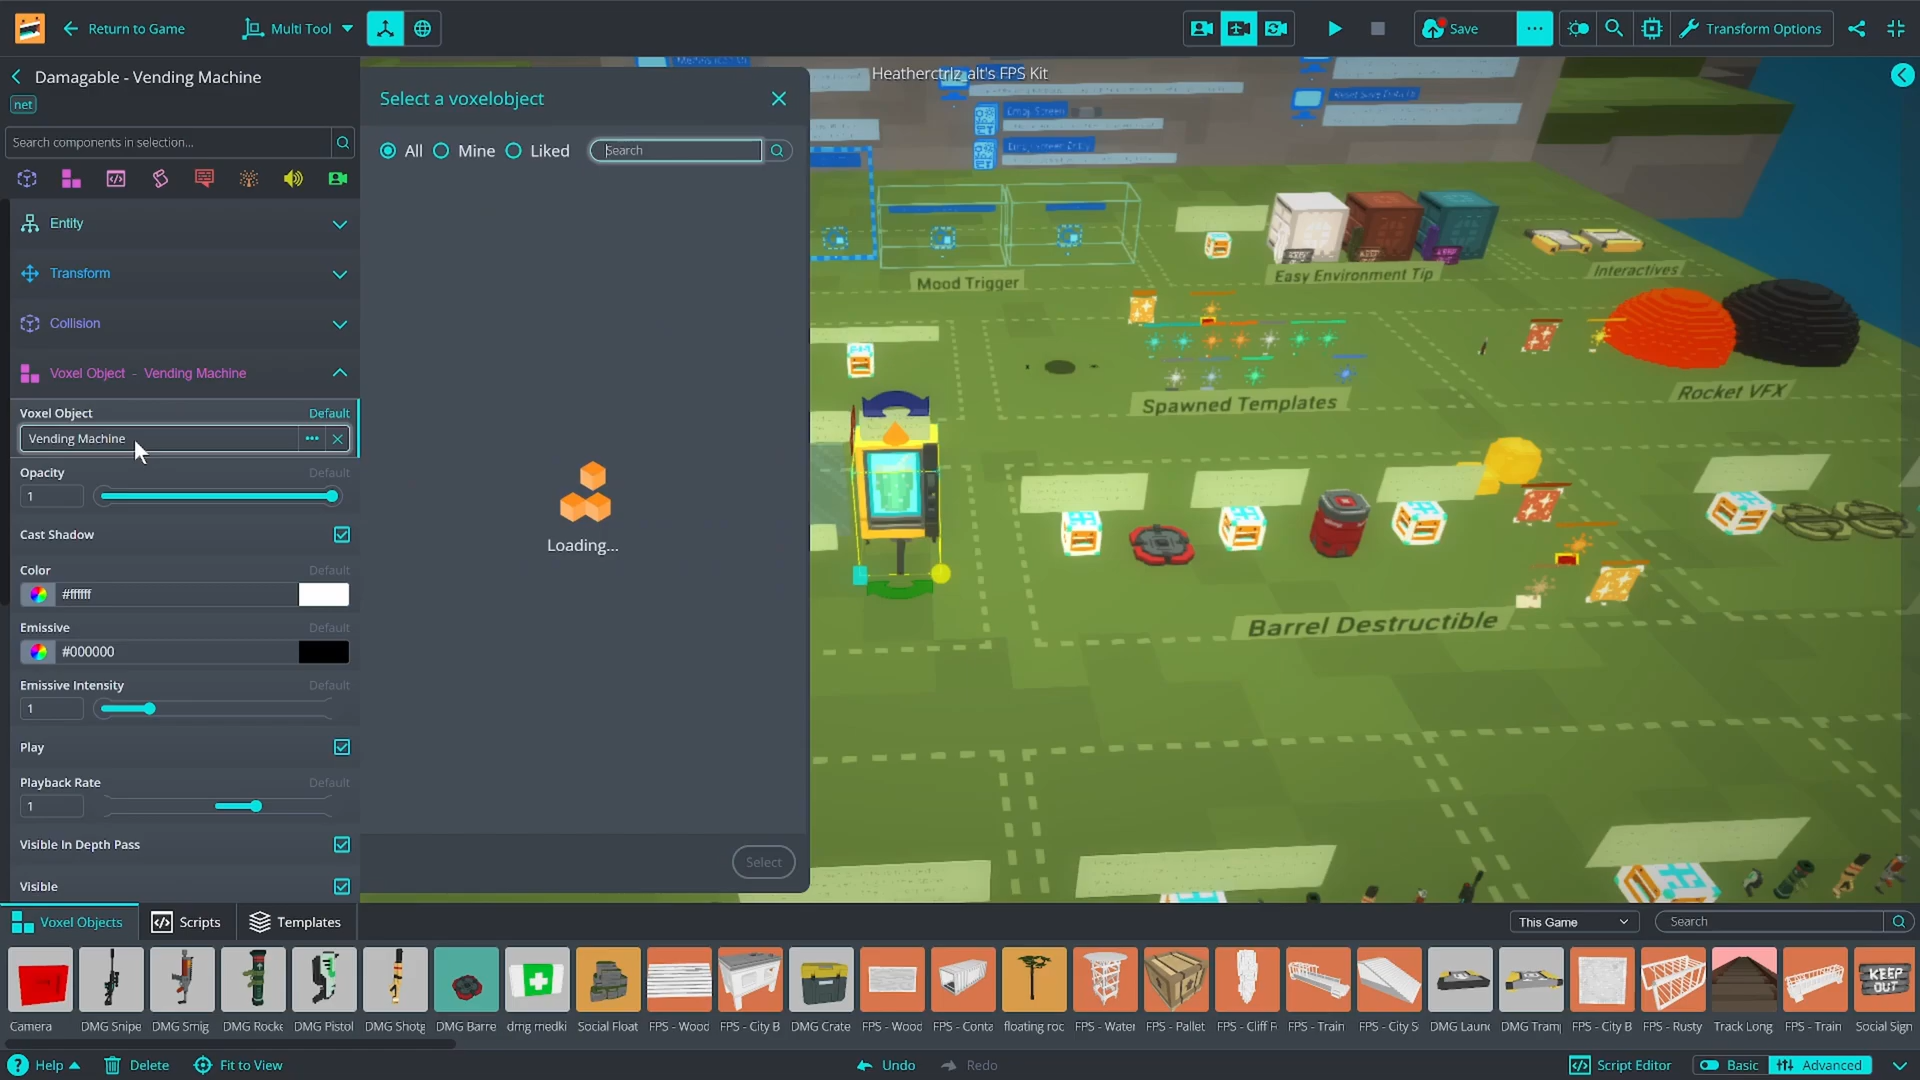 Return to Game
Multi Tool
Save
Transform Options
Damagable - Vending Machine
net
Search components in selection...
Entity
Transform
Collision
Voxel Object - Vending Machine
Voxel Object Default
Vending Machine
Opacity Default
1
Cast Shadow
Color Default
#ffffff
Emissive Default
#000000
Emissive Intensity Default
1
Play
Playback Rate Default
1
Visible In Depth Pass
Visible
Select a voxelobject
All Mine Liked Search
Loading...
Select
Heatherctrlz_alt's FPS Kit
Mood Trigger
Easy Environment Tip
Interactives
Spawned Templates
Rocket VFX
Barrel Destructible
Voxel Objects Scripts Templates
This Game Search
KEEP OUT
Camera DMG Snipe DMG Smig DMG Rocke DMG Pistol DMG Shotg DMG Barre dmg medki Social Float FPS - Wood FPS - City B DMG Crate FPS - Wood FPS - Conta floating roc FPS - Water FPS - Pallet FPS - Cliff F FPS - Train FPS - City S DMG Laun DMG Tram FPS - City B FPS - Rusty Track Long FPS - Train Social Sign
Help Delete Fit to View Undo Redo Script Editor Basic Advanced